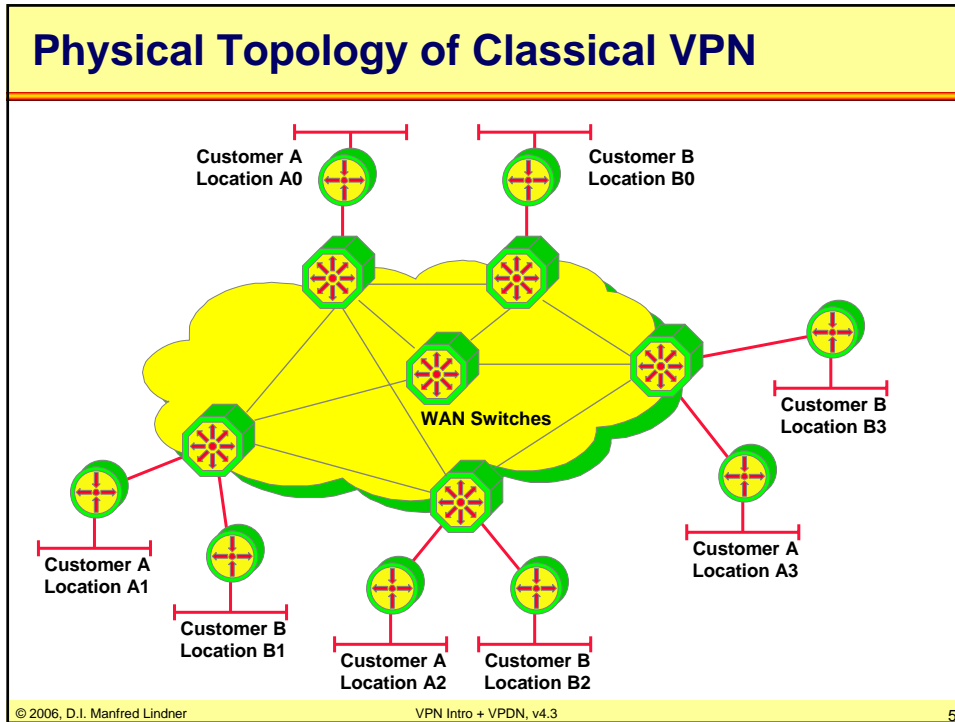 Physical Topology of Classical VPN
Customer A
Location A0
Customer B
Location B0
WAN Switches
Customer B
Location B3
Customer A
Location A3
Customer A
Location A1
Customer B
Location B1
Customer A
Location A2
Customer B
Location B2
© 2006, D.I. Manfred Lindner
VPN Intro + VPDN, v4.3
5